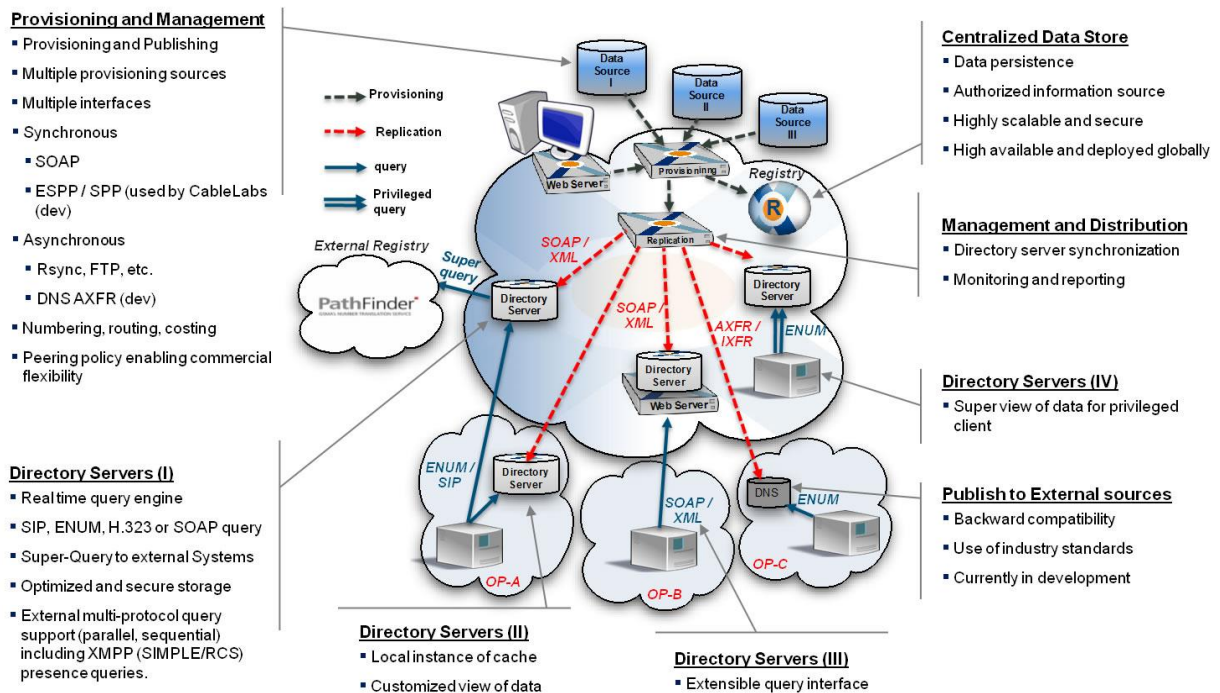 Provisioning and Management
Provisioning and Publishing
Multiple provisioning sources
Multiple interfaces
Synchronous
SOAP
ESPP / SPP (used by CableLabs
(dev)
Asynchronous
Rsync, FTP, etc.
DNS AXFR (dev)
Numbering, routing, costing
Peering policy enabling commercial
flexibility
Directory Servers (I)
Real time query engine
SIP, ENUM, H.323 or SOAP query
Super-Query to external Systems
Optimized and secure storage
External multi-protocol query
support (parallel, sequential)
including XMPP (SIMPLE/RCS)
presence queries.
Provisioning
Replication
query
Privileged
query
External Registry
PathFinder
Super
query
Data
Source
I
Data
Source
II
Data
Source
III
Web Server
Provisioninng
Registry
R
Replication
SOAP /
XML
Directory
Server
SOAP /
XML
Directory
Server
AXFR /
IXFR
ENUM
Directory
Server
Web Server
ENUM /
SIP
Directory
Server
OP-A
SOAP /
XML
OP-B
DNS
ENUM
OP-C
Directory Servers (II)
Local instance of cache
Customized view of data
Directory Servers (III)
Extensible query interface
Centralized Data Store
Data persistence
Authorized information source
Highly scalable and secure
High available and deployed globally
Management and Distribution
Directory server synchronization
Monitoring and reporting
Directory Servers (IV)
Super view of data for privileged
client
Publish to External sources
Backward compatibility
Use of industry standards
Currently in development